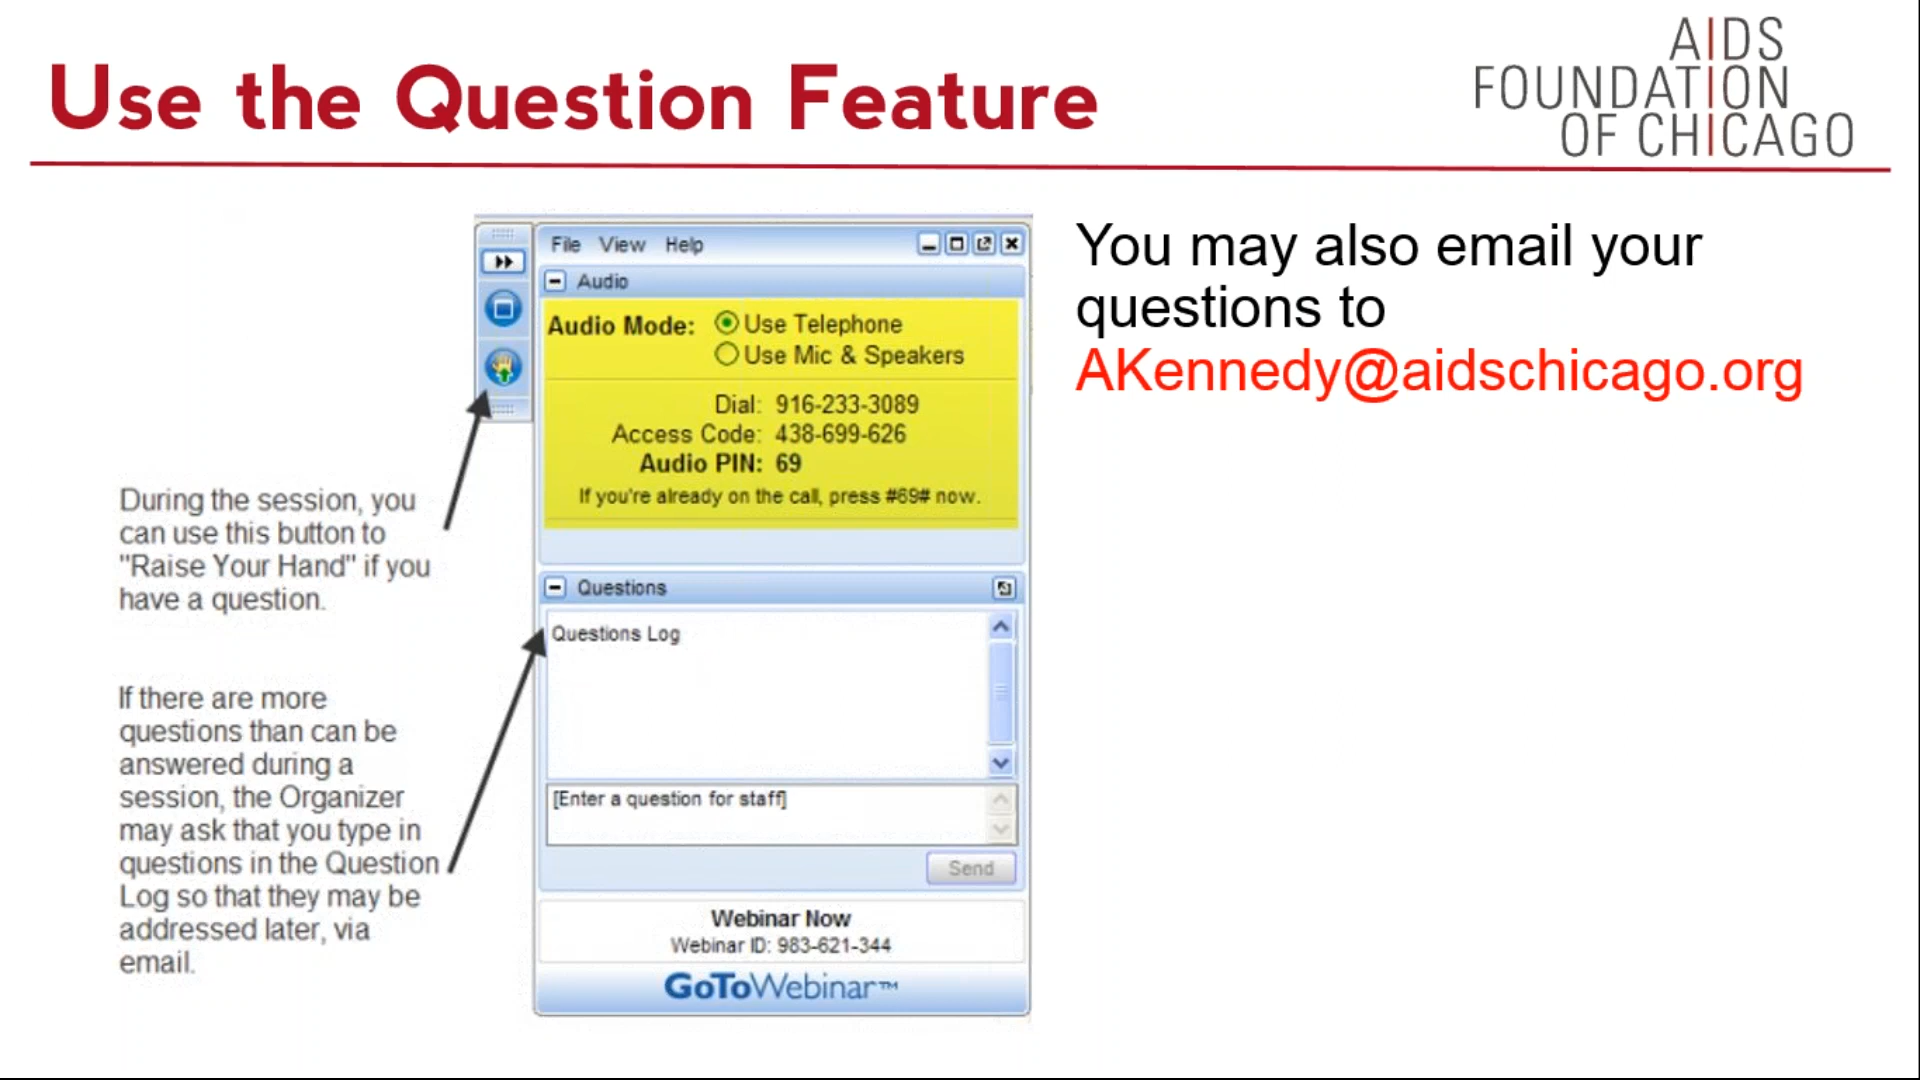 Use the Question Feature
AIDS
FOUNDATION
OF CHICAGO
File View Help
Audio
Audio Mode: Use Telephone
Use Mic & Speakers
Dial: 916-233-3089
Access Code: 438-699-626
Audio PIN: 69
If you're already on the call, press #69# now.
Questions
Questions Log
[Enter a question for staff]
Send
Webinar Now
Webinar ID: 983-621-344
GoToWebinar™
During the session, you
can use this button to
"Raise Your Hand" if you
have a question.
If there are more
questions than can be
answered during a
session, the Organizer
may ask that you type in
questions in the Question
Log so that they may be
addressed later, via
email.
You may also email your
questions to
AKennedy@aidschicago.org